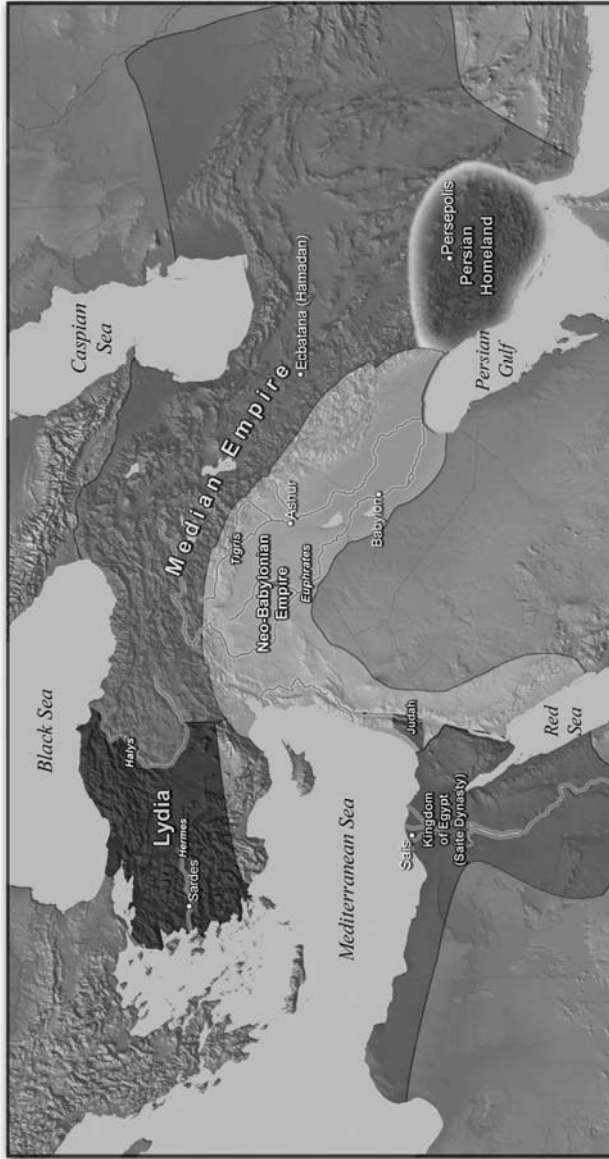 Black Sea
Caspian
Sea
Halys
Lydia
Hermes
Sardes
Median Empire
Tigris
Ecbatana (Hamadan)
Ashur
Neo-Babylonian
Empire
Euphrates
Babylon
Mediterranean Sea
Judah
Sais
Kingdom
of Egypt
(Saite Dynasty)
Red
Sea
Persepolis
Persian
Homeland
Persian
Gulf